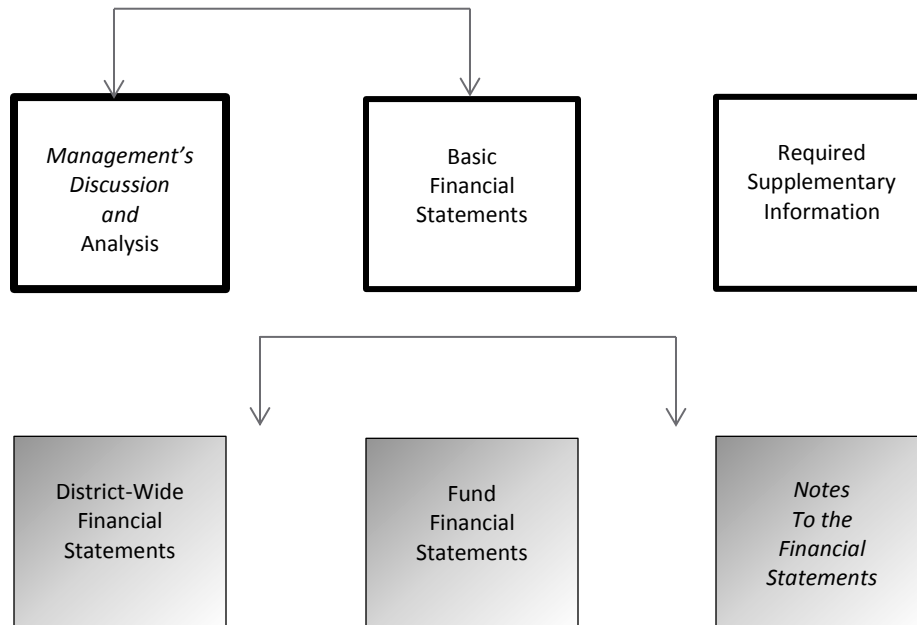 Management’s
Discussion
and
Analysis
Basic
Financial
Statements
Required
Supplementary
Information
District-Wide
Financial
Statements
Fund
Financial
Statements
Notes
To the
Financial
Statements